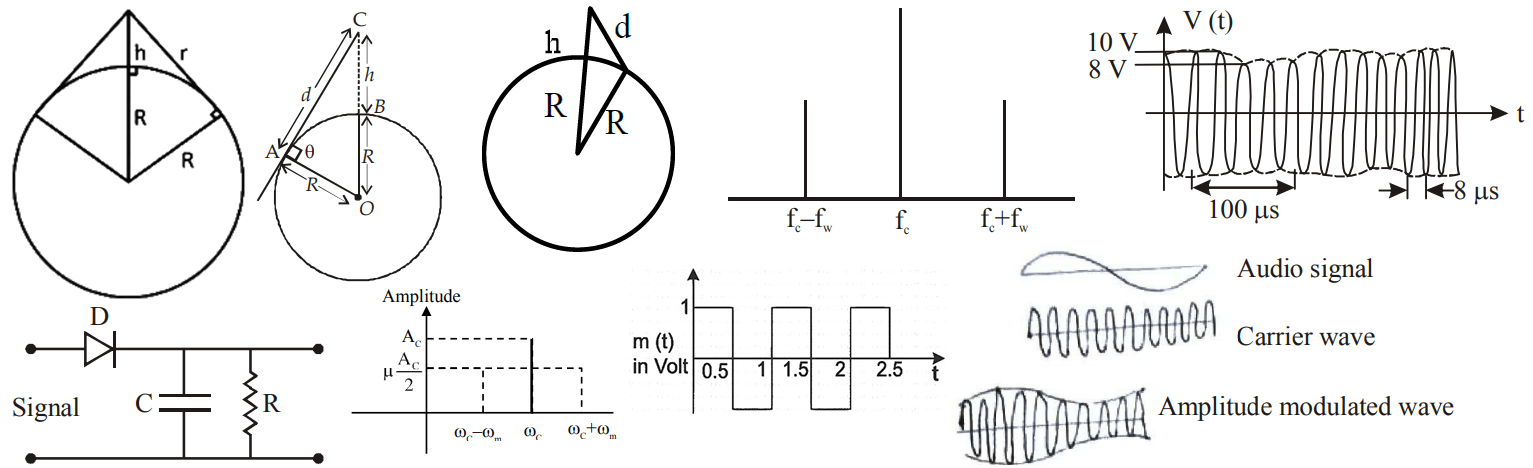 h
r
R
R
C
d
h
B
A
θ
R
R
O
h
d
R
R
f_c–f_w
f_c
f_c+f_w
V (t)
10 V
8 V
t
100 μs
8 μs
D
Signal
C
R
Amplitude
A_C
μ A_C/2
ω_C–ω_m
ω_C
ω_C+ω_m
1
m (t)
in Volt
0.5
1
1.5
2
2.5
t
Audio signal
Carrier wave
Amplitude modulated wave